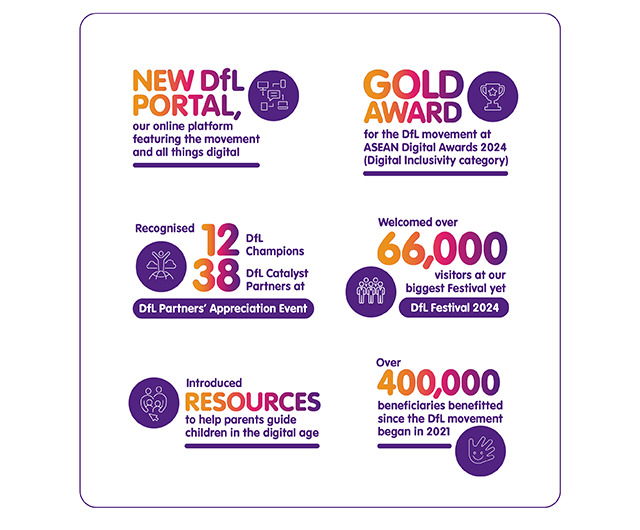 NEW DfL
PORTAL,
our online platform
featuring the movement
and all things digital
GOLD
AWARD
for the DfL movement at
ASEAN Digital Awards 2024
(Digital Inclusivity category)
Recognised
12 DfL
Champions
38 DfL Catalyst
Partners at
DfL Partners' Appreciation Event
Welcomed over
66,000
visitors at our
biggest Festival yet
DfL Festival 2024
Introduced
RESOURCES
to help parents guide
children in the digital age
Over
400,000
beneficiaries benefitted
since the DfL movement
began in 2021